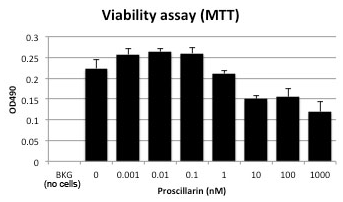 Viability assay (MTT)
0.3
0.25
0.2
0.15
0.1
0.05
0
OD490
BKG 0 0.001 0.01 0.1 1 10 100 1000
(no cells)
Proscillarin (nM)